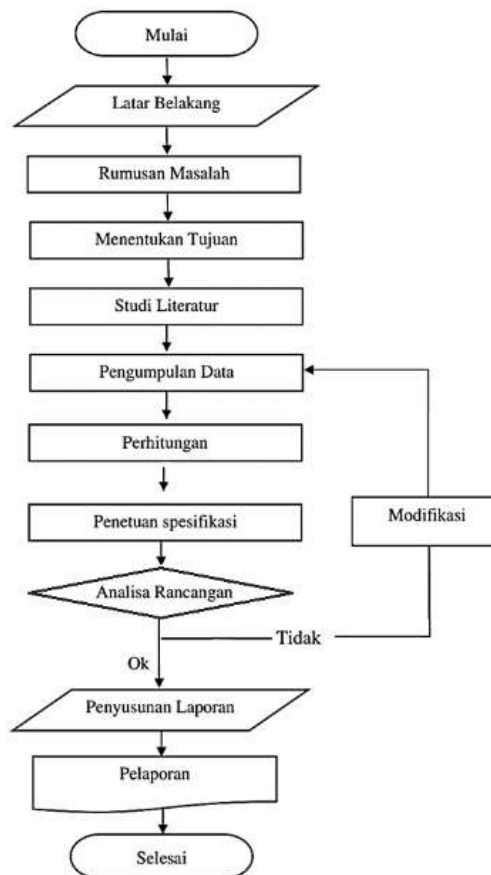 Mulai
Latar Belakang
Rumusan Masalah
Menentukan Tujuan
Studi Literatur
Pengumpulan Data
Perhitungan
Penetuan spesifikasi
Modifikasi
Analisa Rancangan
Tidak
Ok
Penyusunan Laporan
Pelaporan
Selesai